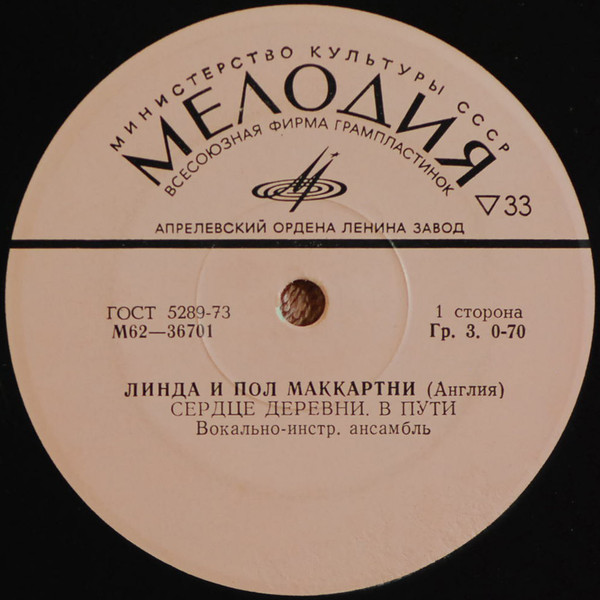 МИНИСТЕРСТВО КУЛЬТУРЫ СССР
МЕЛОДИЯ
ВСЕСОЮЗНАЯ ФИРМА ГРАМПЛАСТИНОК
▽33
АПРЕЛЕВСКИЙ ОРДЕНА ЛЕНИНА ЗАВОД
ГОСТ 5289-73
М62—36701
1 сторона
Гр. 3. 0-70
ЛИНДА И ПОЛ МАККАРТНИ (Англия)
СЕРДЦЕ ДЕРЕВНИ. В ПУТИ
Вокально-инстр. ансамбль